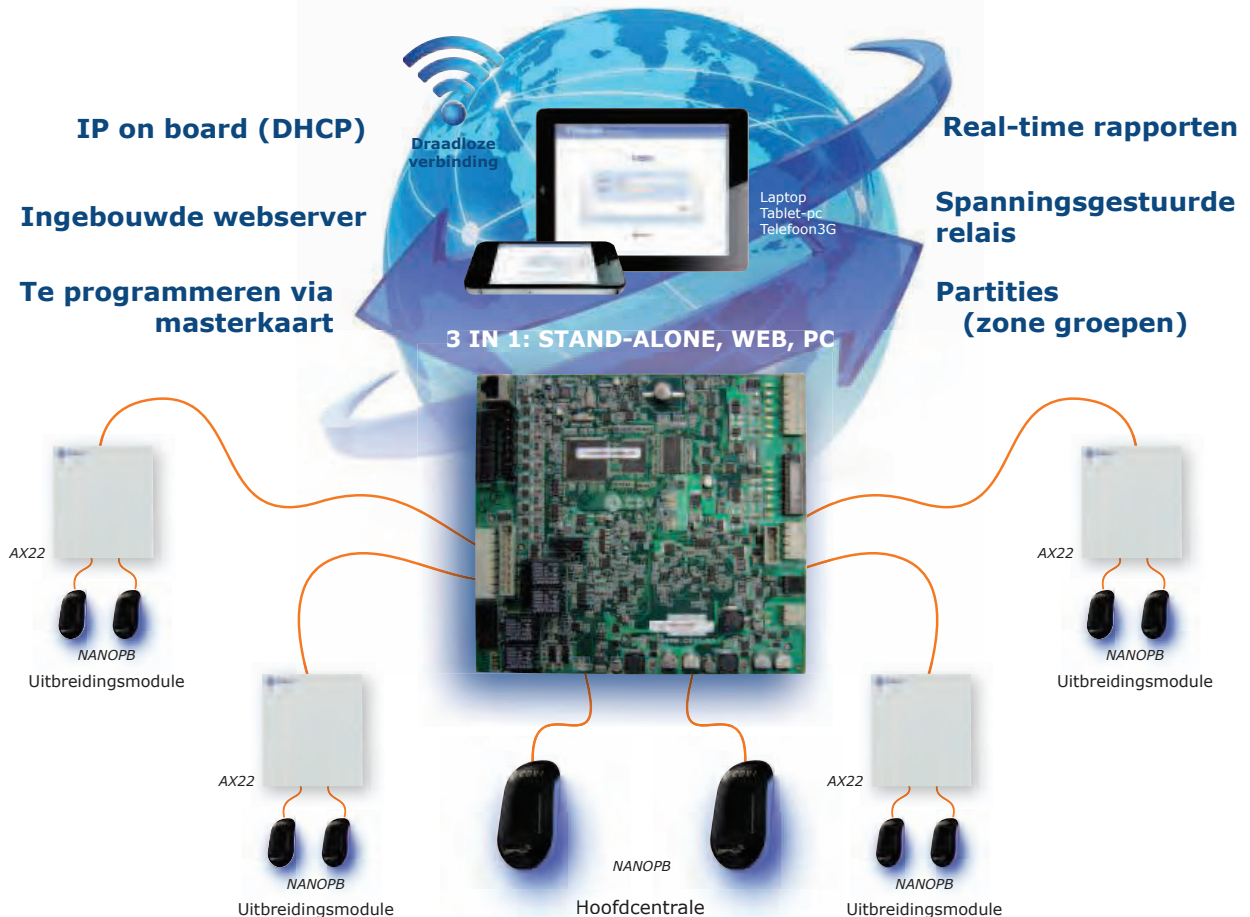 IP on board (DHCP)
Ingebouwde webserver
Te programmeren via
masterkaart
Draadloze
verbinding
Laptop
Tablet-pc
Telefoon3G
Real-time rapporten
Spanningsgestuurde
relais
Partities
(zone groepen)
3 IN 1: STAND-ALONE, WEB, PC
AX22
NANOPB
Uitbreidingsmodule
AX22
NANOPB
Uitbreidingsmodule
NANOPB
Hoofdcentrale
AX22
NANOPB
Uitbreidingsmodule
AX22
NANOPB
Uitbreidingsmodule